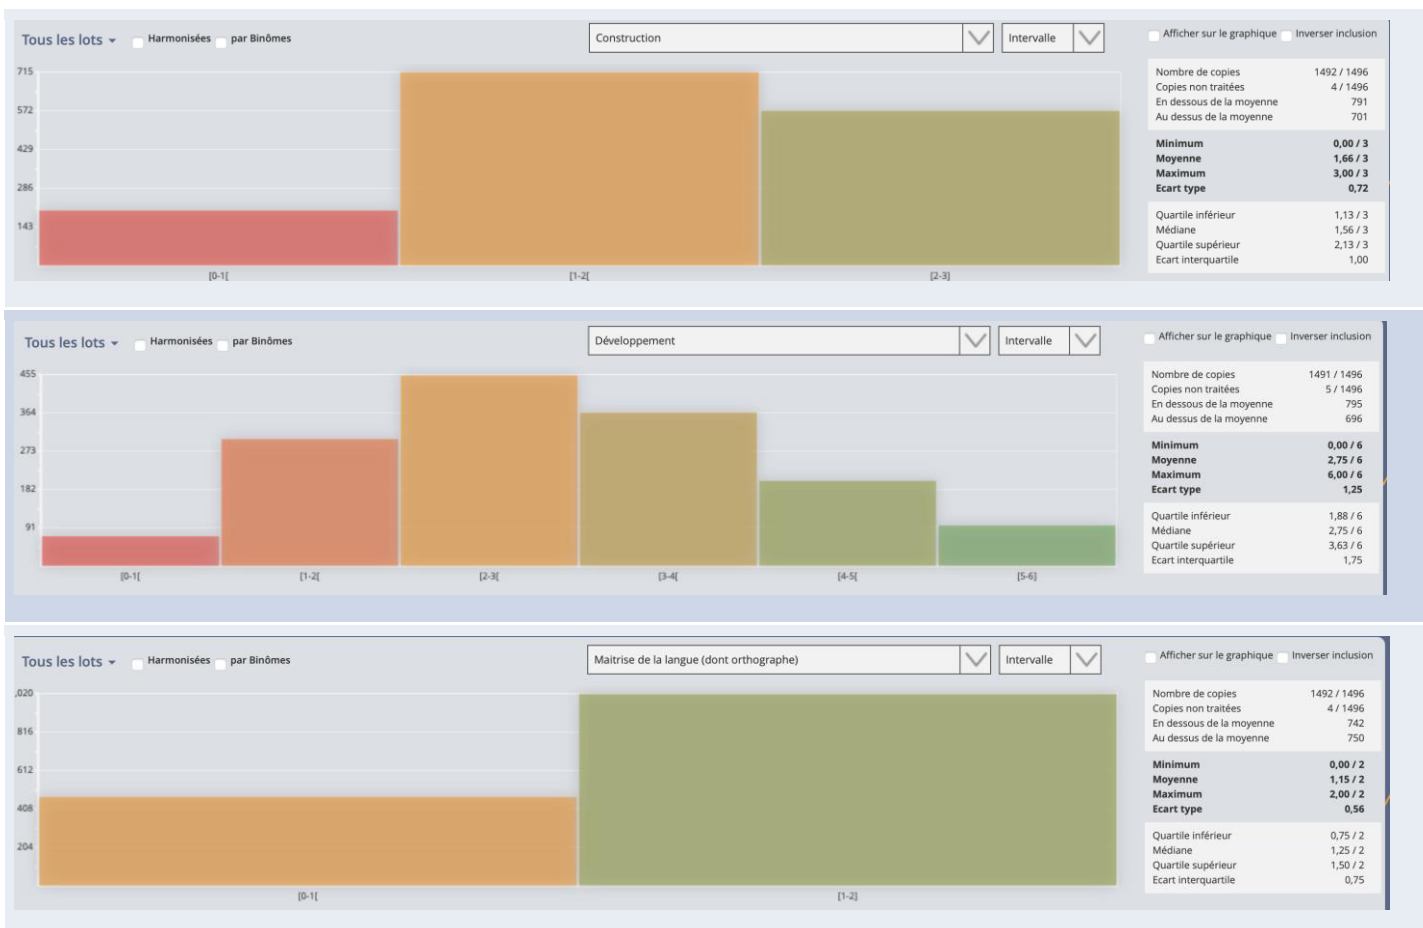 Tous les lots Harmonisées par Binômes Construction Intervalle Afficher sur le graphique Inverser inclusion
715
572
429
286
143
[0-1[ [1-2[ [2-3]
Nombre de copies 1492 / 1496
Copies non traitées 4 / 1496
En dessous de la moyenne 791
Au dessus de la moyenne 701
Minimum 0,00 / 3
Moyenne 1,66 / 3
Maximum 3,00 / 3
Ecart type 0,72
Quartile inférieur 1,13 / 3
Médiane 1,56 / 3
Quartile supérieur 2,13 / 3
Ecart interquartile 1,00
Tous les lots Harmonisées par Binômes Développement Intervalle Afficher sur le graphique Inverser inclusion
455
364
273
182
91
[0-1[ [1-2[ [2-3[ [3-4[ [4-5[ [5-6]
Nombre de copies 1491 / 1496
Copies non traitées 5 / 1496
En dessous de la moyenne 795
Au dessus de la moyenne 696
Minimum 0,00 / 6
Moyenne 2,75 / 6
Maximum 6,00 / 6
Ecart type 1,25
Quartile inférieur 1,88 / 6
Médiane 2,75 / 6
Quartile supérieur 3,63 / 6
Ecart interquartile 1,75
Tous les lots Harmonisées par Binômes Maitrise de la langue (dont orthographe) Intervalle Afficher sur le graphique Inverser inclusion
,020
816
612
408
204
[0-1[ [1-2]
Nombre de copies 1492 / 1496
Copies non traitées 4 / 1496
En dessous de la moyenne 742
Au dessus de la moyenne 750
Minimum 0,00 / 2
Moyenne 1,15 / 2
Maximum 2,00 / 2
Ecart type 0,56
Quartile inférieur 0,75 / 2
Médiane 1,25 / 2
Quartile supérieur 1,50 / 2
Ecart interquartile 0,75